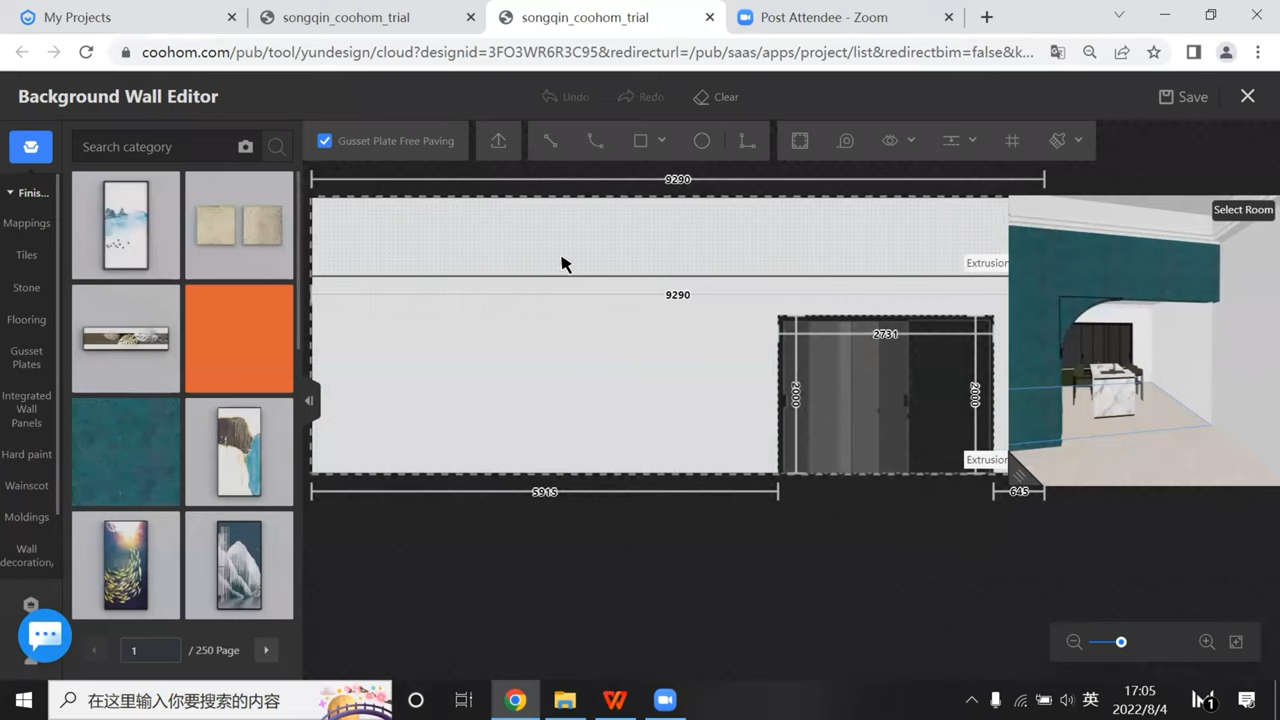 My Projects
songqin_coohom_trial
songqin_coohom_trial
Post Attendee - Zoom
coohom.com/pub/tool/yundesign/cloud?designid=3FO3WR6R3C95&redirecturl=/pub/saas/apps/project/list&redirectbim=false&k...
Background Wall Editor
Undo
Redo
Clear
Save
Search category
Gusset Plate Free Paving
Finis...
Mappings
Tiles
Stone
Flooring
Gusset
Plates
Integrated
Wall
Panels
Hard paint
Wainscot
Moldings
Wall
decoration,
9290
Select Room
Extrusion
9290
2731
2000
2000
Extrusion
5915
645
1
/ 250 Page
在这里输入你要搜索的内容
英
17:05
2022/8/4
1